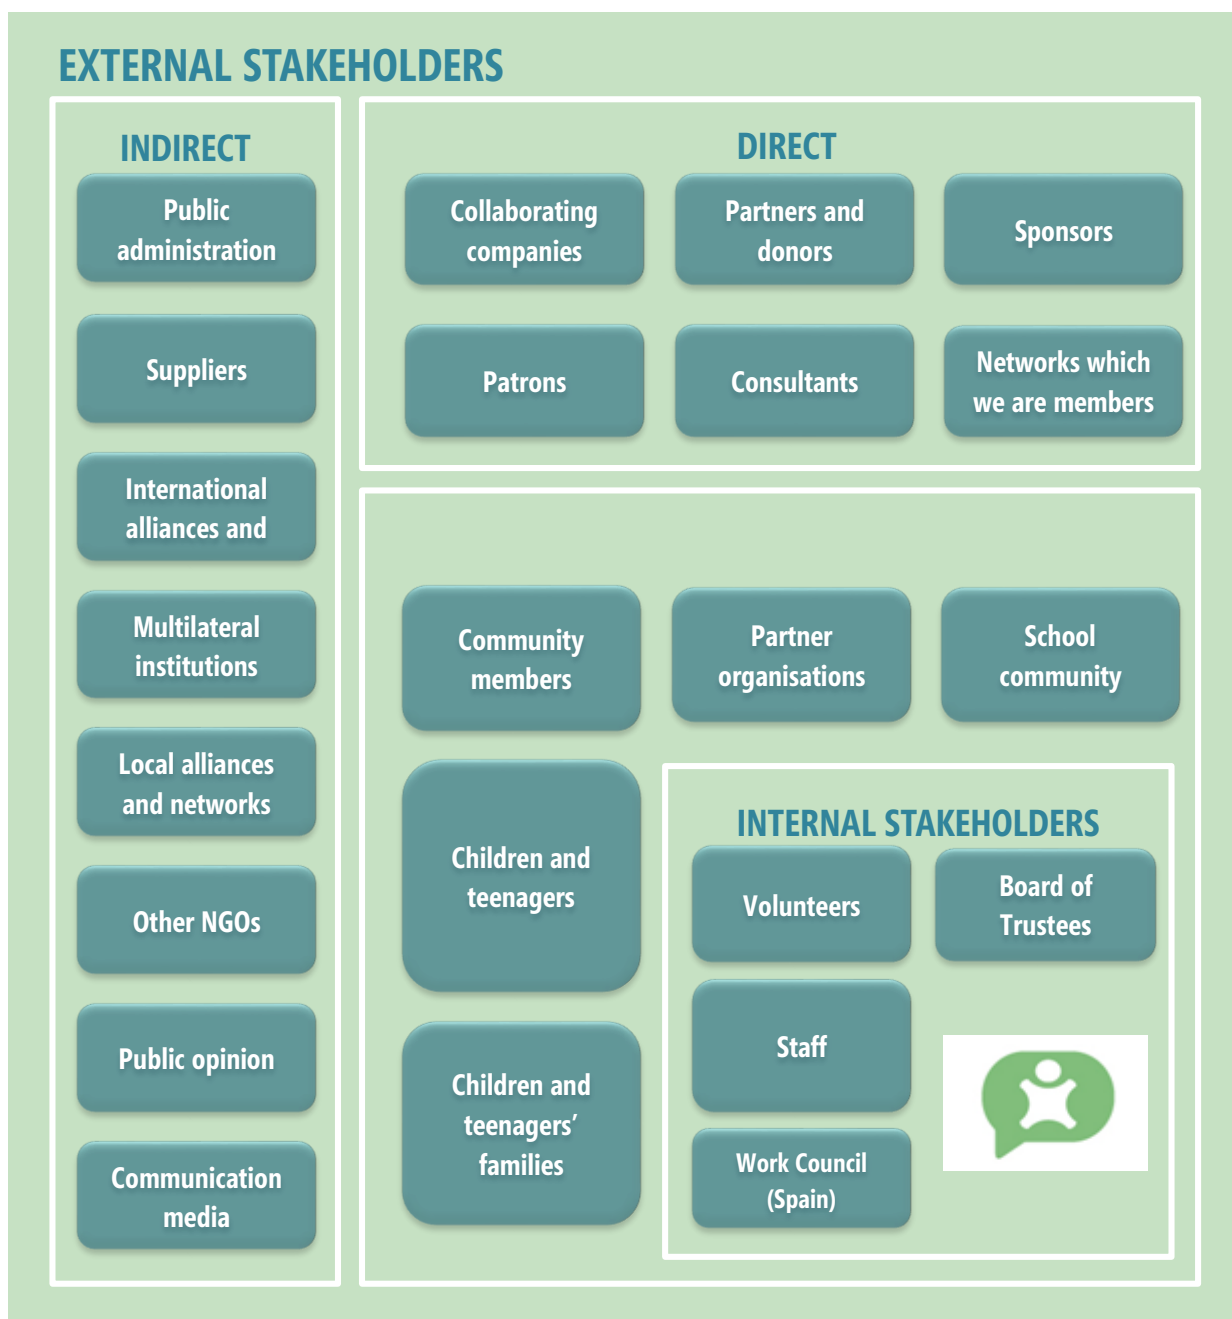 EXTERNAL STAKEHOLDERS
INDIRECT
Public
administration
Suppliers
International
alliances and
Multilateral
institutions
Local alliances
and networks
Other NGOs
Public opinion
Communication
media
DIRECT
Collaborating
companies
Partners and
donors
Sponsors
Patrons
Consultants
Networks which
we are members
Community
members
Partner
organisations
School
community
Children and
teenagers
Children and
teenagers’
families
INTERNAL STAKEHOLDERS
Volunteers
Board of
Trustees
Staff
Work Council
(Spain)